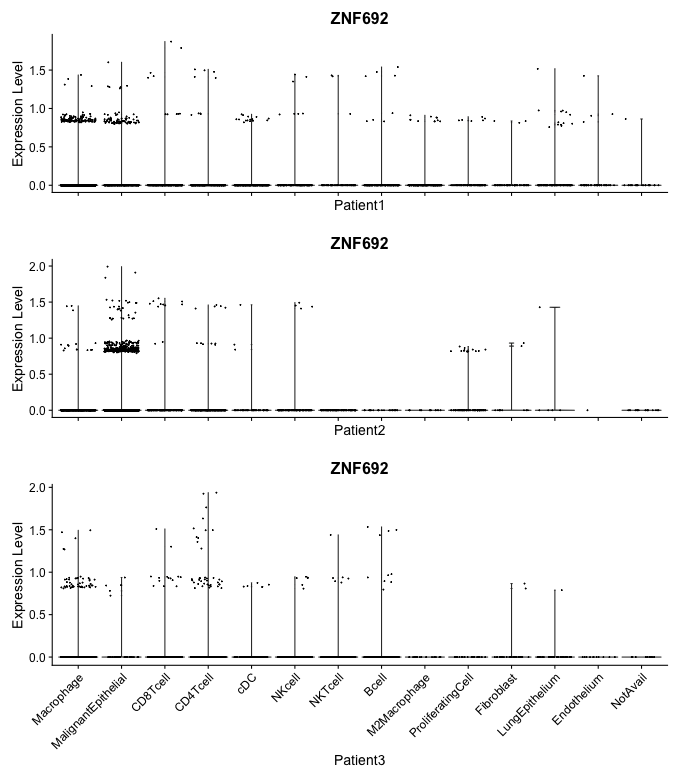 ZNF692
Expression Level
1.5
1.0
0.5
0.0
Patient1
ZNF692
Expression Level
2.0
1.5
1.0
0.5
0.0
Patient2
ZNF692
Expression Level
2.0
1.5
1.0
0.5
0.0
Macrophage
MalignantEpithelial
CD8Tcell
CD4Tcell
cDC
NKcell
NKTcell
Bcell
M2Macrophage
ProliferatingCell
Fibroblast
LungEpithelium
Endothelium
NotAvail
Patient3